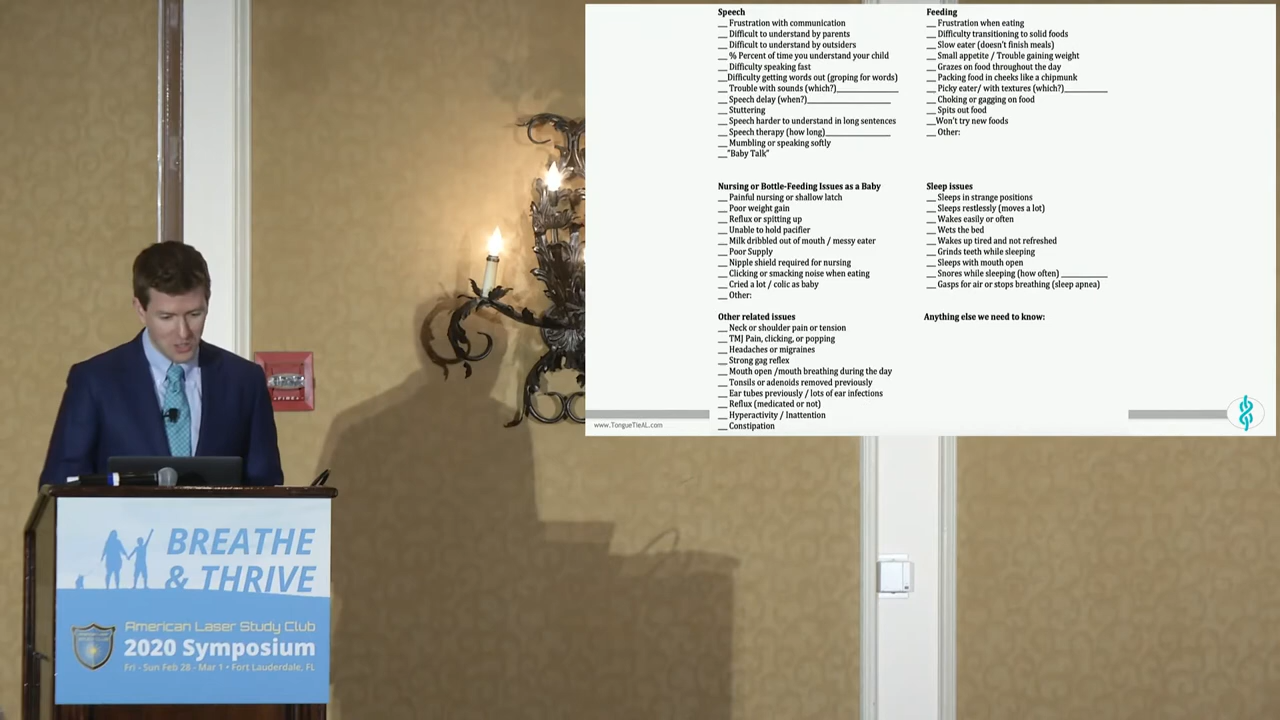 Speech
__ Frustration with communication
__ Difficult to understand by parents
__ Difficult to understand by outsiders
__ % Percent of time you understand your child
__ Difficulty speaking fast
__Difficulty getting words out (groping for words)
__ Trouble with sounds (which?)______________
__ Speech delay (when?)__________________
__ Stuttering
__ Speech harder to understand in long sentences
__ Speech therapy (how long)______________
__ Mumbling or speaking softly
__"Baby Talk"
Feeding
__ Frustration when eating
__ Difficulty transitioning to solid foods
__ Slow eater (doesn't finish meals)
__ Small appetite / Trouble gaining weight
__ Grazes on food throughout the day
__ Packing food in cheeks like a chipmunk
__ Picky eater/ with textures (which?)_________
__ Choking or gagging on food
__ Spits out food
__Won't try new foods
__ Other:
Nursing or Bottle-Feeding Issues as a Baby
__ Painful nursing or shallow latch
__ Poor weight gain
__ Reflux or spitting up
__ Unable to hold pacifier
__ Milk dribbled out of mouth / messy eater
__ Poor Supply
__ Nipple shield required for nursing
__ Clicking or smacking noise when eating
__ Cried a lot / colic as baby
__ Other:
Sleep issues
__ Sleeps in strange positions
__ Sleeps restlessly (moves a lot)
__ Wakes easily or often
__ Wets the bed
__ Wakes up tired and not refreshed
__ Grinds teeth while sleeping
__ Sleeps with mouth open
__ Snores while sleeping (how often) __________
__ Gasps for air or stops breathing (sleep apnea)
Other related issues
__ Neck or shoulder pain or tension
__ TMJ Pain, clicking, or popping
__ Headaches or migraines
__ Strong gag reflex
__ Mouth open /mouth breathing during the day
__ Tonsils or adenoids removed previously
__ Ear tubes previously / lots of ear infections
__ Reflux (medicated or not)
__ Hyperactivity / Inattention
__ Constipation
Anything else we need to know:
www.TongueTieAL.com
FIRE
BREATHE
& THRIVE
American Laser Study Club
2020 Symposium
Fri - Sun Feb 28 - Mar 1 • Fort Lauderdale, FL